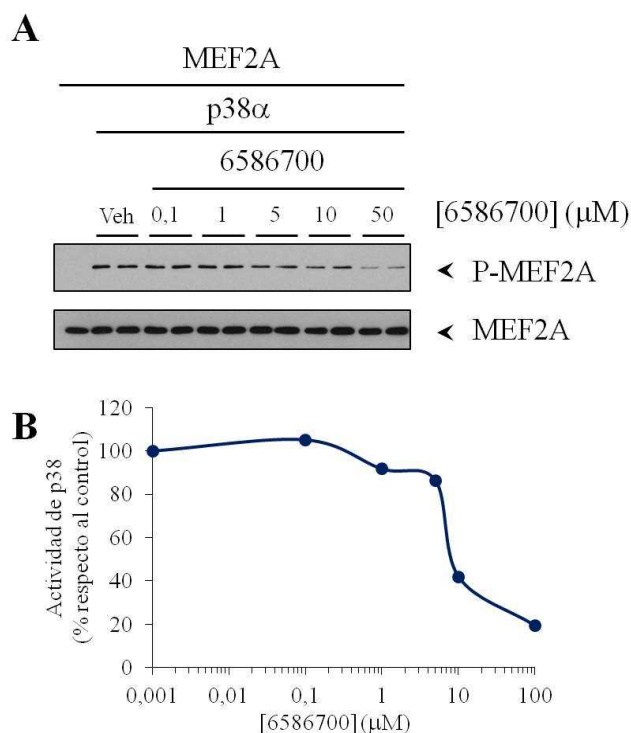 A
MEF2A
p38α
6586700
Veh 0,1 1 5 10 50 [6586700] (μM)
P-MEF2A
MEF2A
B
120
100
80
60
40
20
0
Actividad de p38
(% respecto al control)
0,001 0,01 0,1 1 10 100
[6586700] (μM)